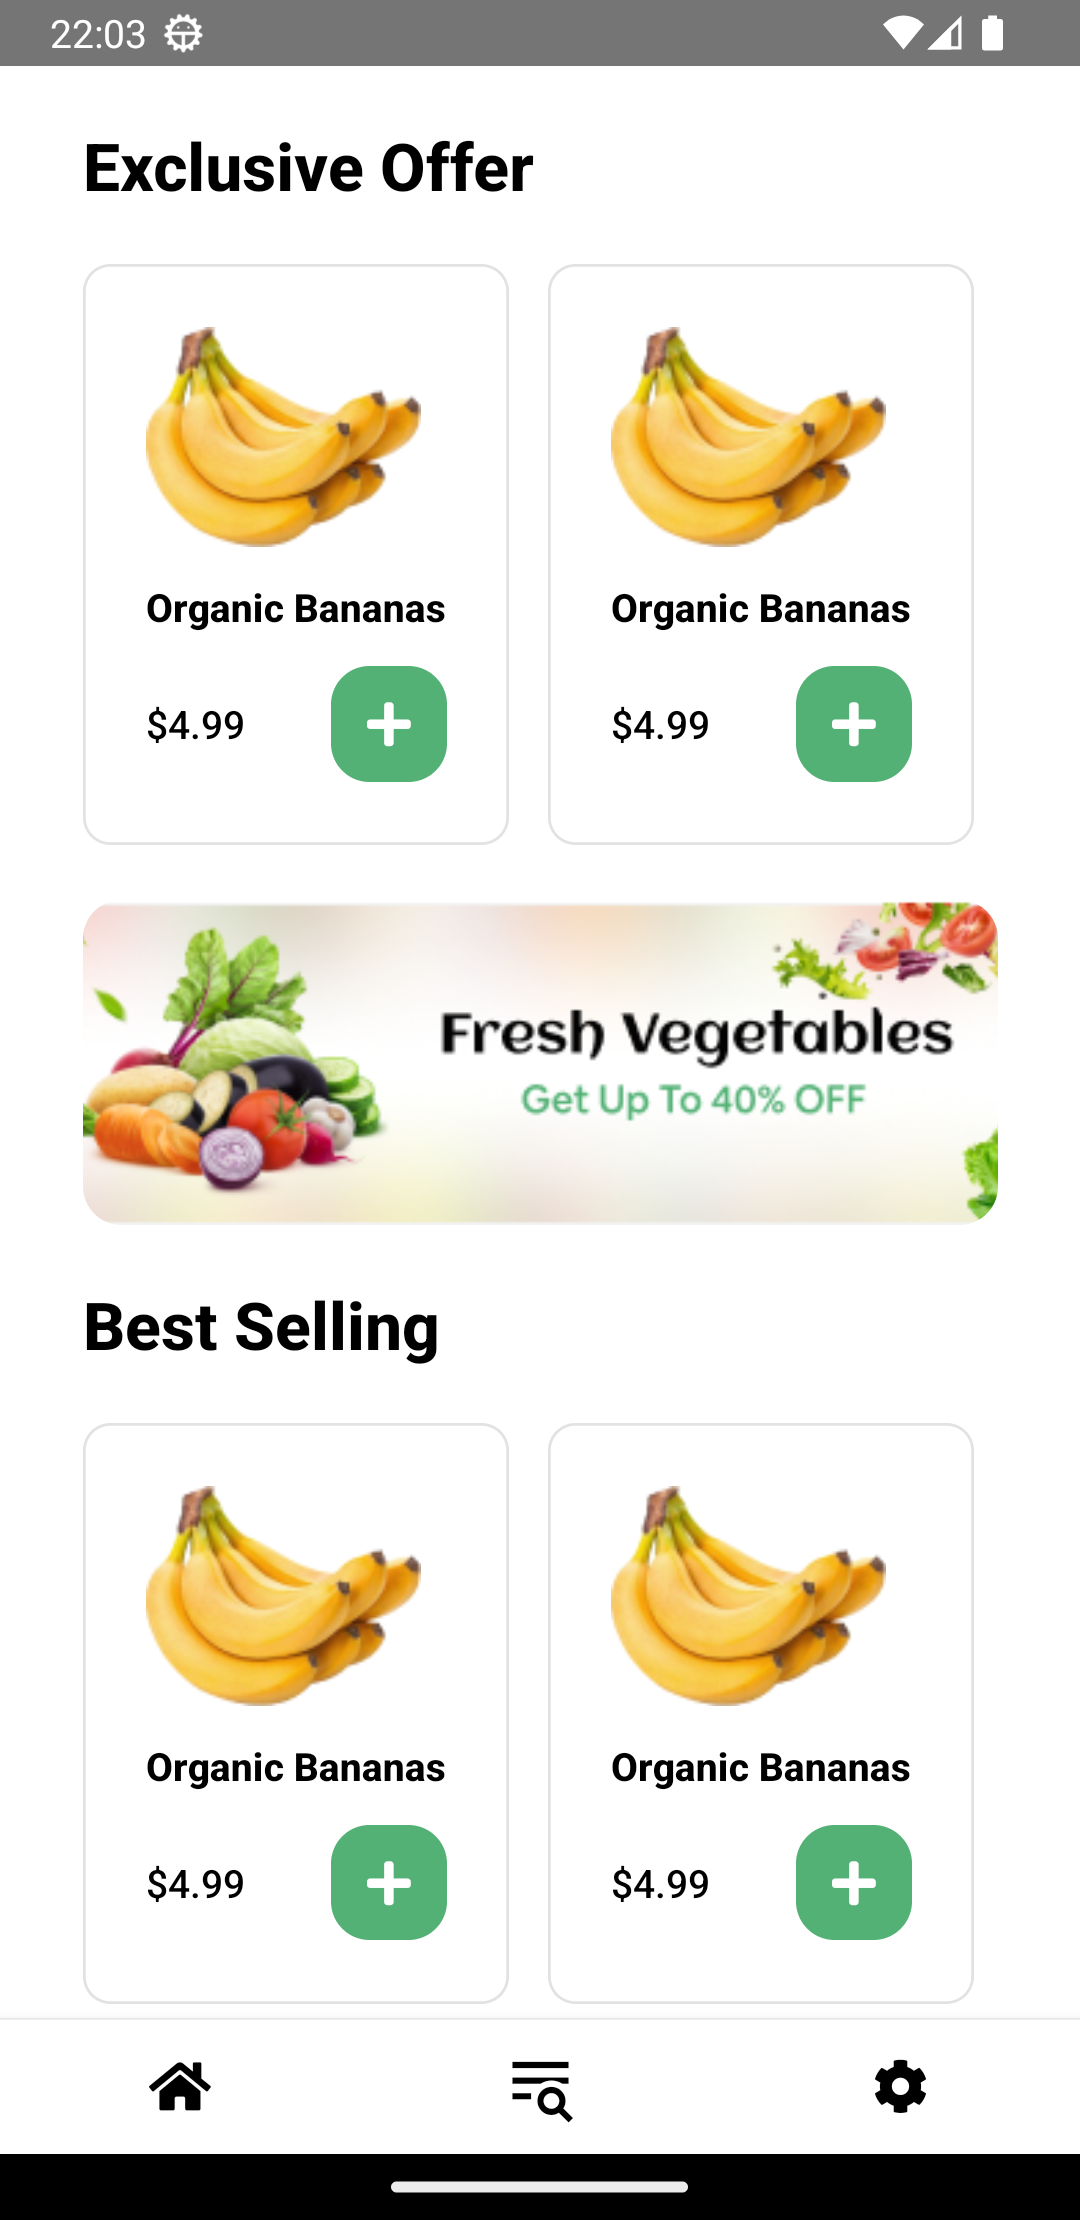 22:03
Exclusive Offer
Organic Bananas
$4.99
Organic Bananas
$4.99
Fresh Vegetables
Get Up To 40% OFF
Best Selling
Organic Bananas
$4.99
Organic Bananas
$4.99